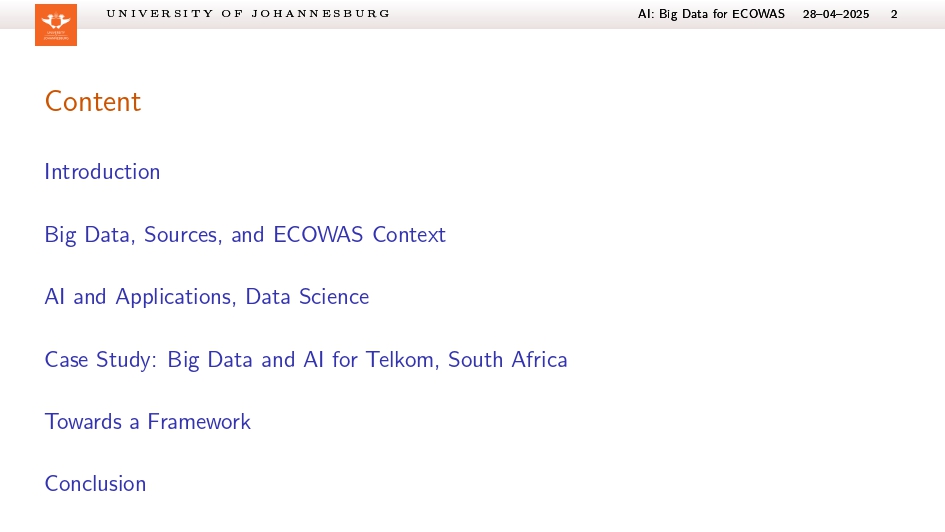 UNIVERSITY OF JOHANNESBURG
AI: Big Data for ECOWAS 28–04–2025 2
UNIVERSITY
JOHANNESBURG
Content
Introduction
Big Data, Sources, and ECOWAS Context
AI and Applications, Data Science
Case Study: Big Data and AI for Telkom, South Africa
Towards a Framework
Conclusion